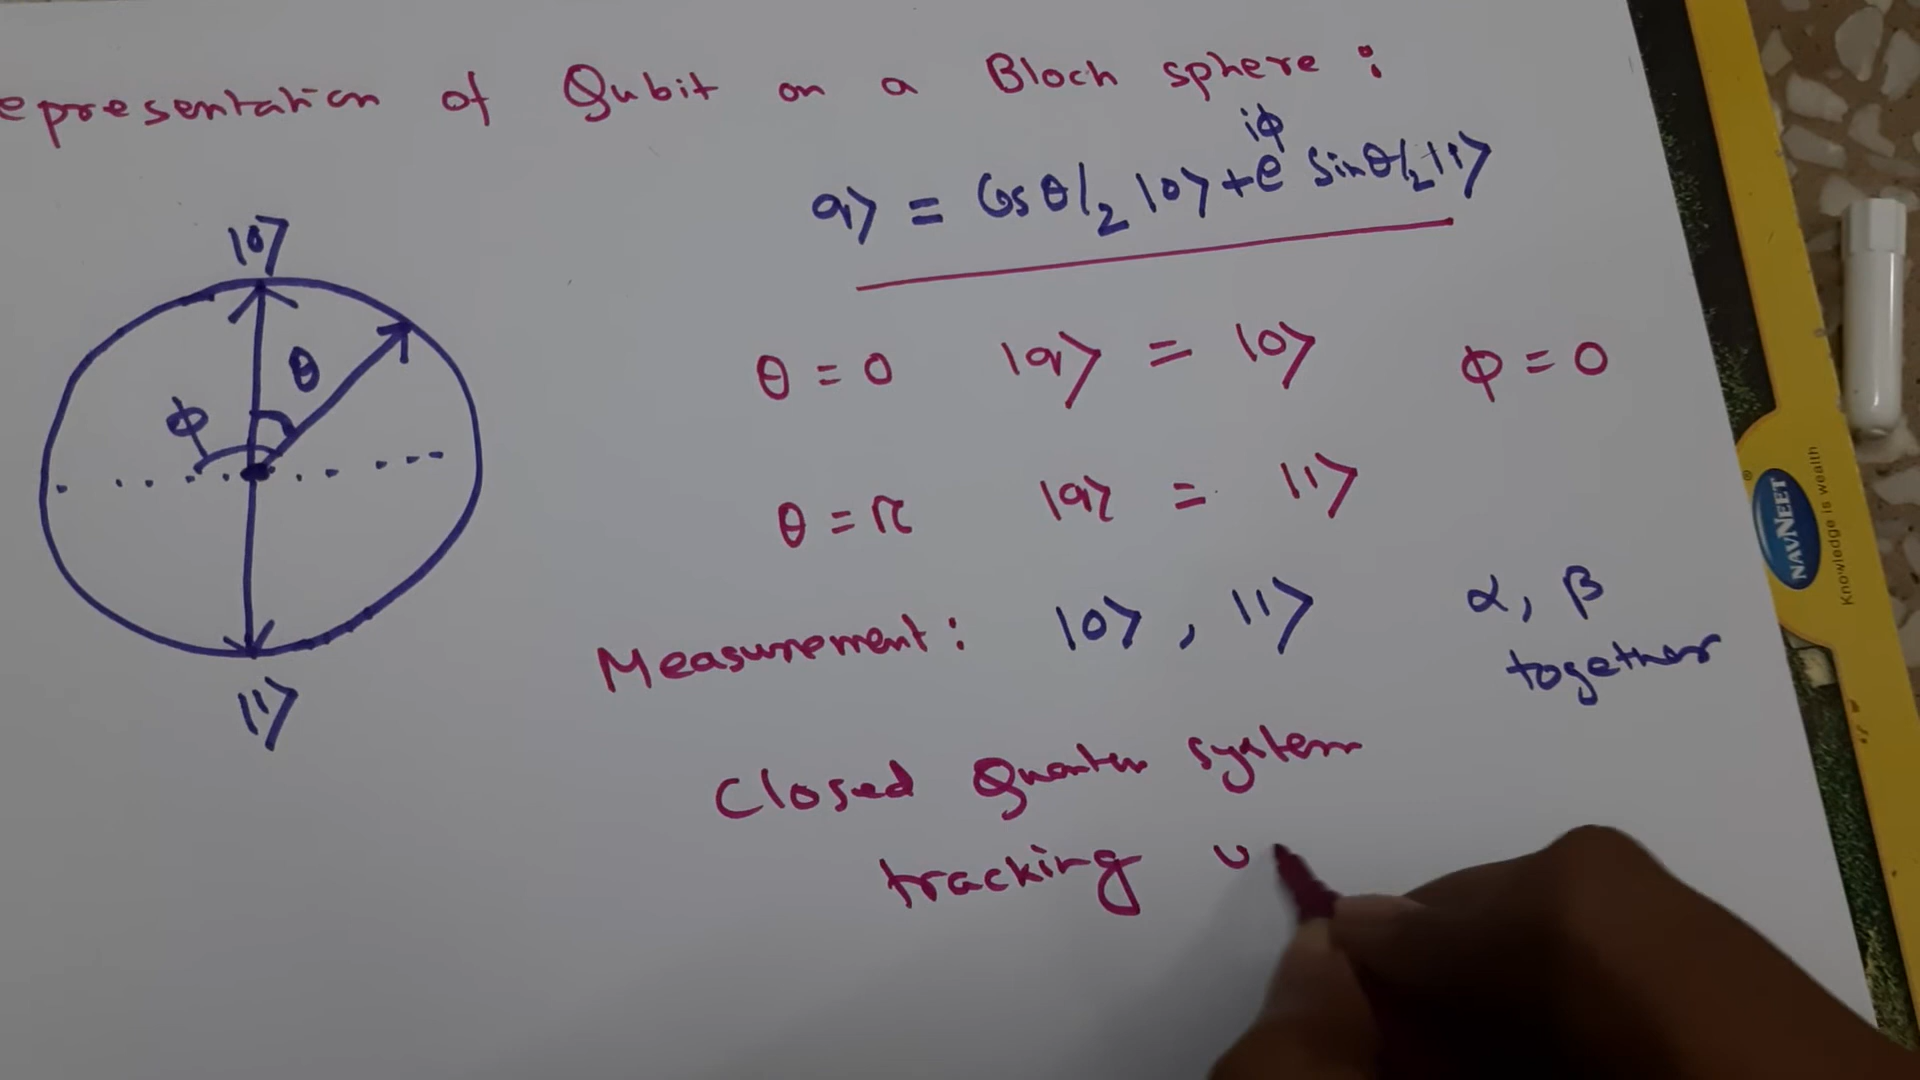 epresentation of Qubit on a Bloch sphere :
q⟩ = Cos θ/2 |0⟩ + e^iϕ Sin θ/2 |1⟩
|0⟩
θ
ϕ
|1⟩
θ = 0 |q⟩ = |0⟩ ϕ = 0
θ = π |q⟩ = |1⟩
Measurement : |0⟩ , |1⟩ α, β
together
Closed system
tracking u
NAVNEET
Knowledge is wealth